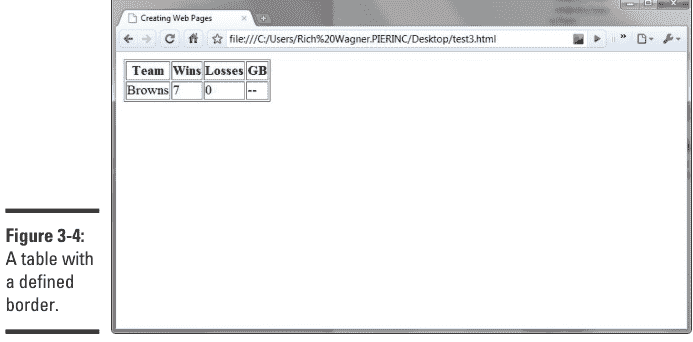 Creating Web Pages
file:///C:/Users/Rich%20Wagner.PIERINC/Desktop/test3.html
Team Wins Losses GB
Browns 7 0 --
Figure 3-4:
A table with
a defined
border.